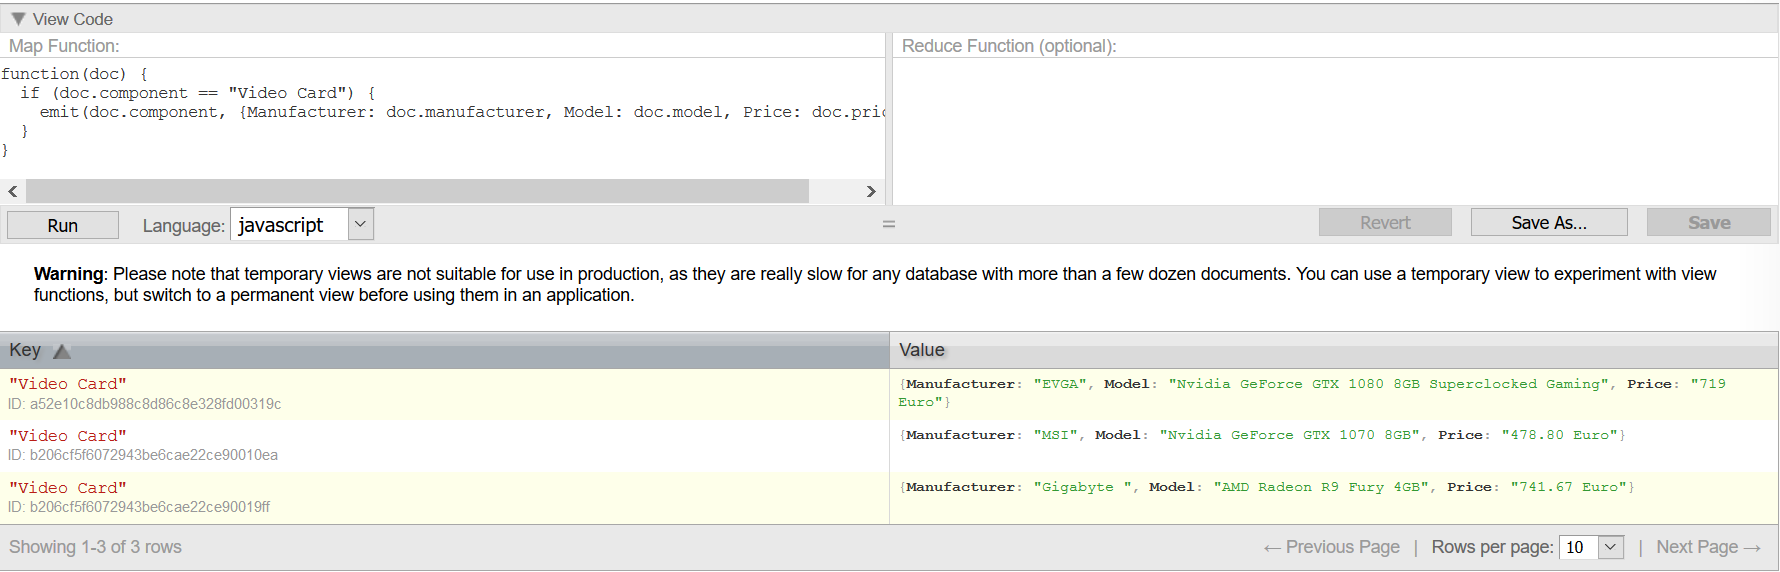 View Code
Map Function:
Reduce Function (optional):
function(doc) {
  if (doc.component == "Video Card") {
    emit(doc.component, {Manufacturer: doc.manufacturer, Model: doc.model, Price: doc.pric
  }
}
Run Language: javascript = Revert Save As... Save
Warning: Please note that temporary views are not suitable for use in production, as they are really slow for any database with more than a few dozen documents. You can use a temporary view to experiment with view
functions, but switch to a permanent view before using them in an application.
Key Value
"Video Card"
ID: a52e10c8db988c8d86c8e328fd00319c
{Manufacturer: "EVGA", Model: "Nvidia GeForce GTX 1080 8GB Superclocked Gaming", Price: "719
Euro"}
"Video Card"
ID: b206cf5f6072943be6cae22ce90010ea
{Manufacturer: "MSI", Model: "Nvidia GeForce GTX 1070 8GB", Price: "478.80 Euro"}
"Video Card"
ID: b206cf5f6072943be6cae22ce90019ff
{Manufacturer: "Gigabyte ", Model: "AMD Radeon R9 Fury 4GB", Price: "741.67 Euro"}
Showing 1-3 of 3 rows ← Previous Page | Rows per page: 10 | Next Page →